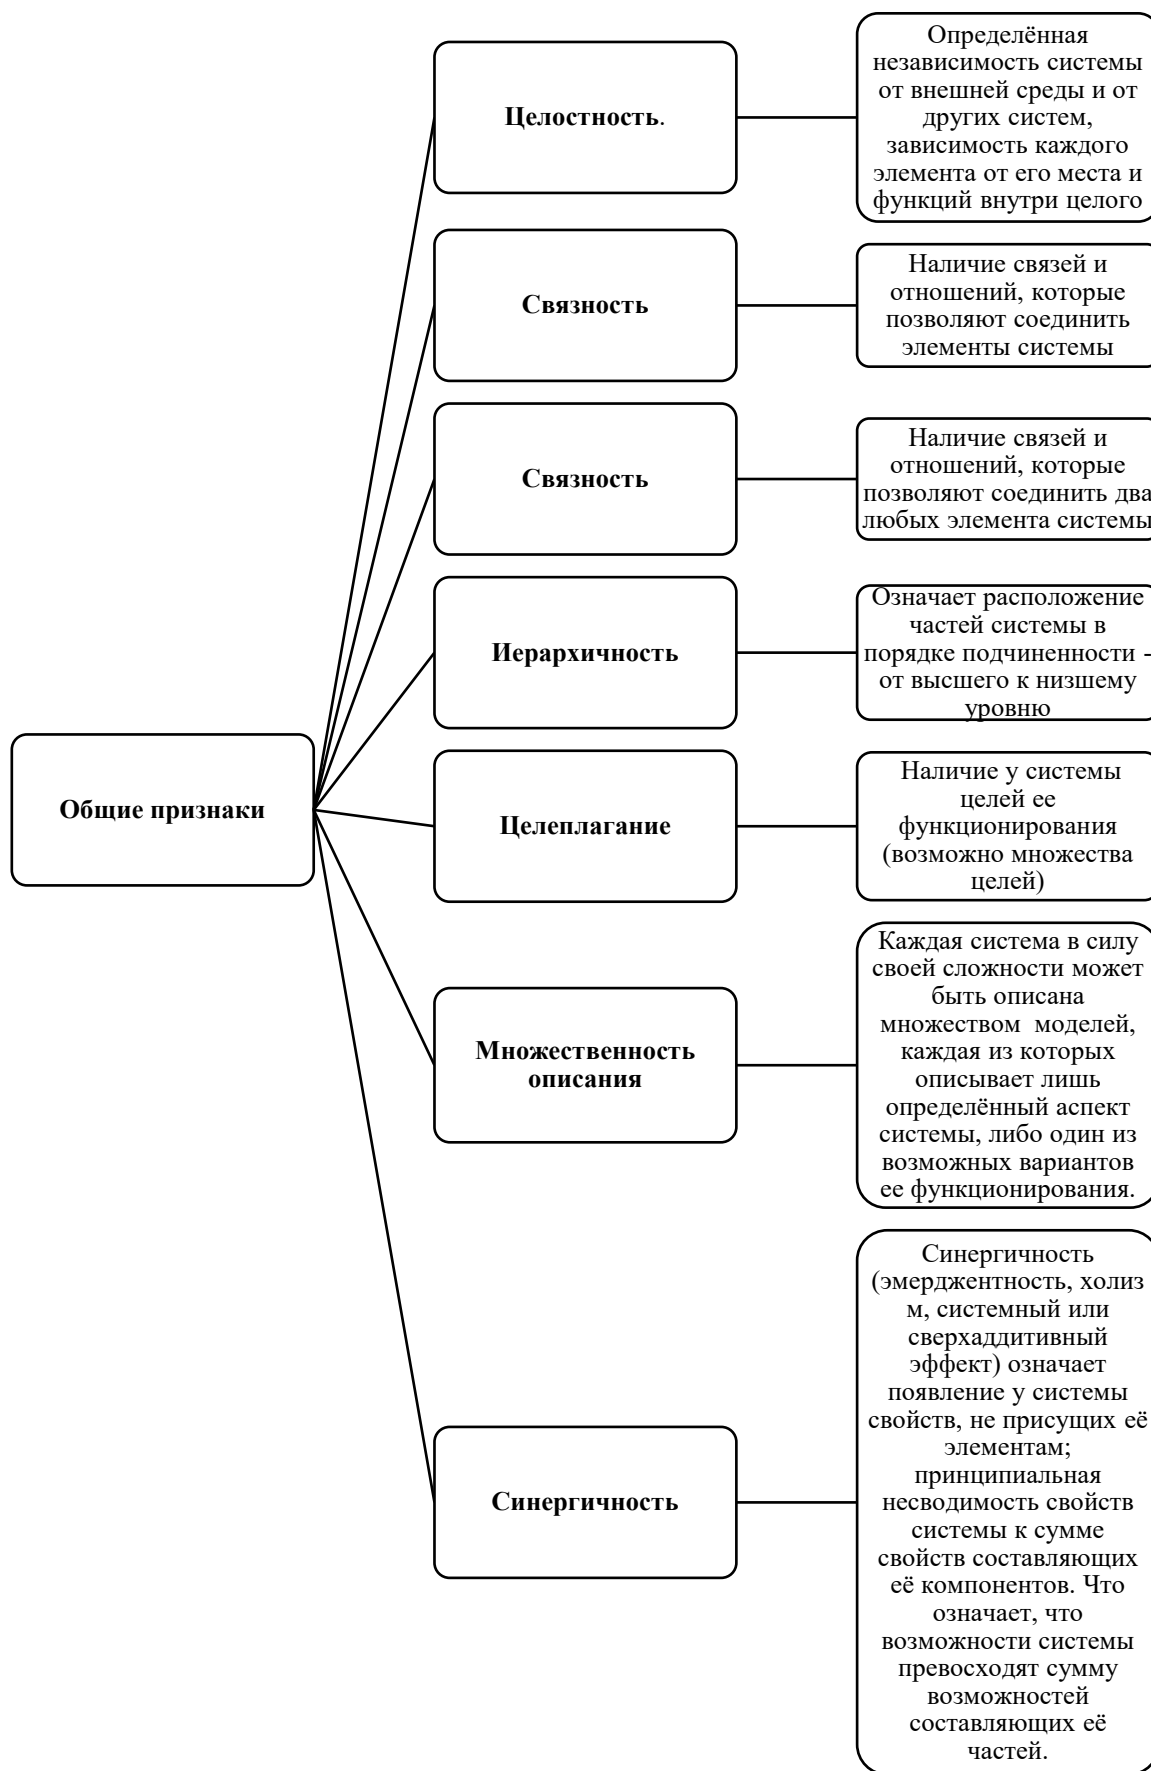 Общие признаки
Целостность.
Определённая
независимость системы
от внешней среды и от
других систем,
зависимость каждого
элемента от его места и
функций внутри целого
Связность
Наличие связей и
отношений, которые
позволяют соединить
элементы системы
Связность
Наличие связей и
отношений, которые
позволяют соединить два
любых элемента системы
Иерархичность
Означает расположение
частей системы в
порядке подчиненности -
от высшего к низшему
уровню
Целеплагание
Наличие у системы
целей ее
функционирования
(возможно множества
целей)
Множественность
описания
Каждая система в силу
своей сложности может
быть описана
множеством  моделей,
каждая из которых
описывает лишь
определённый аспект
системы, либо один из
возможных вариантов
ее функционирования.
Синергичность
Синергичность
(эмерджентность, холиз
м, системный или
сверхаддитивный
эффект) означает
появление у системы
свойств, не присущих её
элементам;
принципиальная
несводимость свойств
системы к сумме
свойств составляющих
её компонентов. Что
означает, что
возможности системы
превосходят сумму
возможностей
составляющих её
частей.